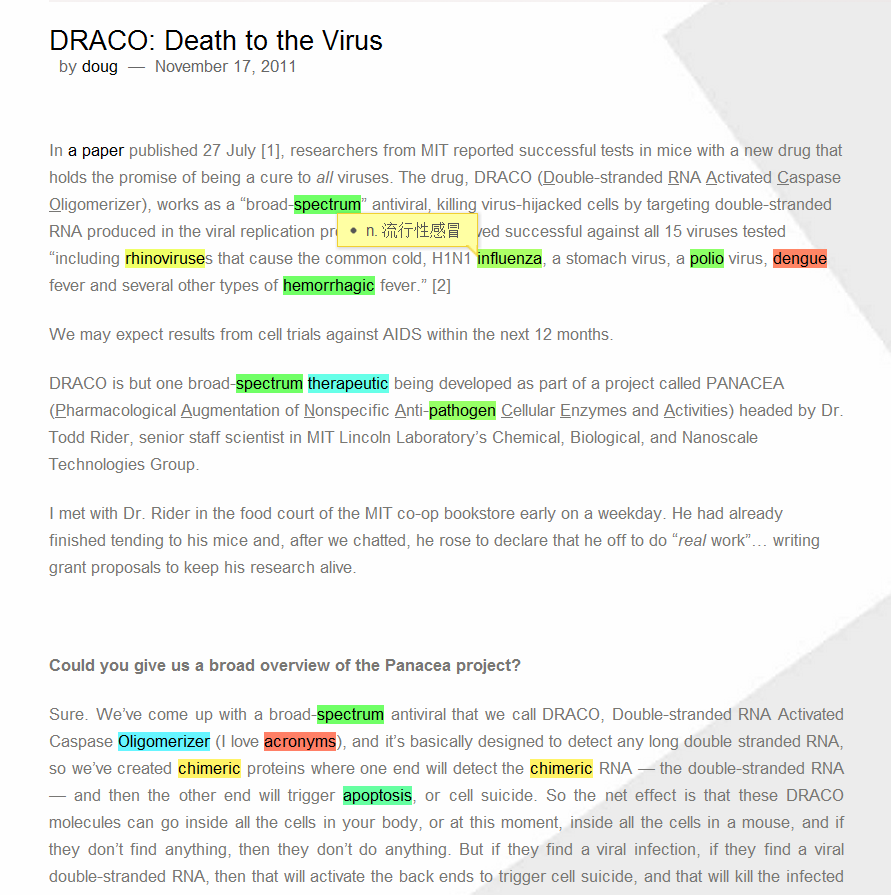 DRACO: Death to the Virus
by doug — November 17, 2011
In a paper published 27 July [1], researchers from MIT reported successful tests in mice with a new drug that
holds the promise of being a cure to all viruses. The drug, DRACO (Double-stranded RNA Activated Caspase
Oligomerizer), works as a “broad-spectrum” antiviral, killing virus-hijacked cells by targeting double-stranded
RNA produced in the viral replication pr ved successful against all 15 viruses tested
• n. 流行性感冒
“including rhinoviruses that cause the common cold, H1N1 influenza, a stomach virus, a polio virus, dengue
fever and several other types of hemorrhagic fever.” [2]
We may expect results from cell trials against AIDS within the next 12 months.
DRACO is but one broad-spectrum therapeutic being developed as part of a project called PANACEA
(Pharmacological Augmentation of Nonspecific Anti-pathogen Cellular Enzymes and Activities) headed by Dr.
Todd Rider, senior staff scientist in MIT Lincoln Laboratory’s Chemical, Biological, and Nanoscale
Technologies Group.
I met with Dr. Rider in the food court of the MIT co-op bookstore early on a weekday. He had already
finished tending to his mice and, after we chatted, he rose to declare that he off to do “real work”… writing
grant proposals to keep his research alive.
Could you give us a broad overview of the Panacea project?
Sure. We’ve come up with a broad-spectrum antiviral that we call DRACO, Double-stranded RNA Activated
Caspase Oligomerizer (I love acronyms), and it’s basically designed to detect any long double stranded RNA,
so we’ve created chimeric proteins where one end will detect the chimeric RNA — the double-stranded RNA
— and then the other end will trigger apoptosis, or cell suicide. So the net effect is that these DRACO
molecules can go inside all the cells in your body, or at this moment, inside all the cells in a mouse, and if
they don’t find anything, then they don’t do anything. But if they find a viral infection, if they find a viral
double-stranded RNA, then that will activate the back ends to trigger cell suicide, and that will kill the infected